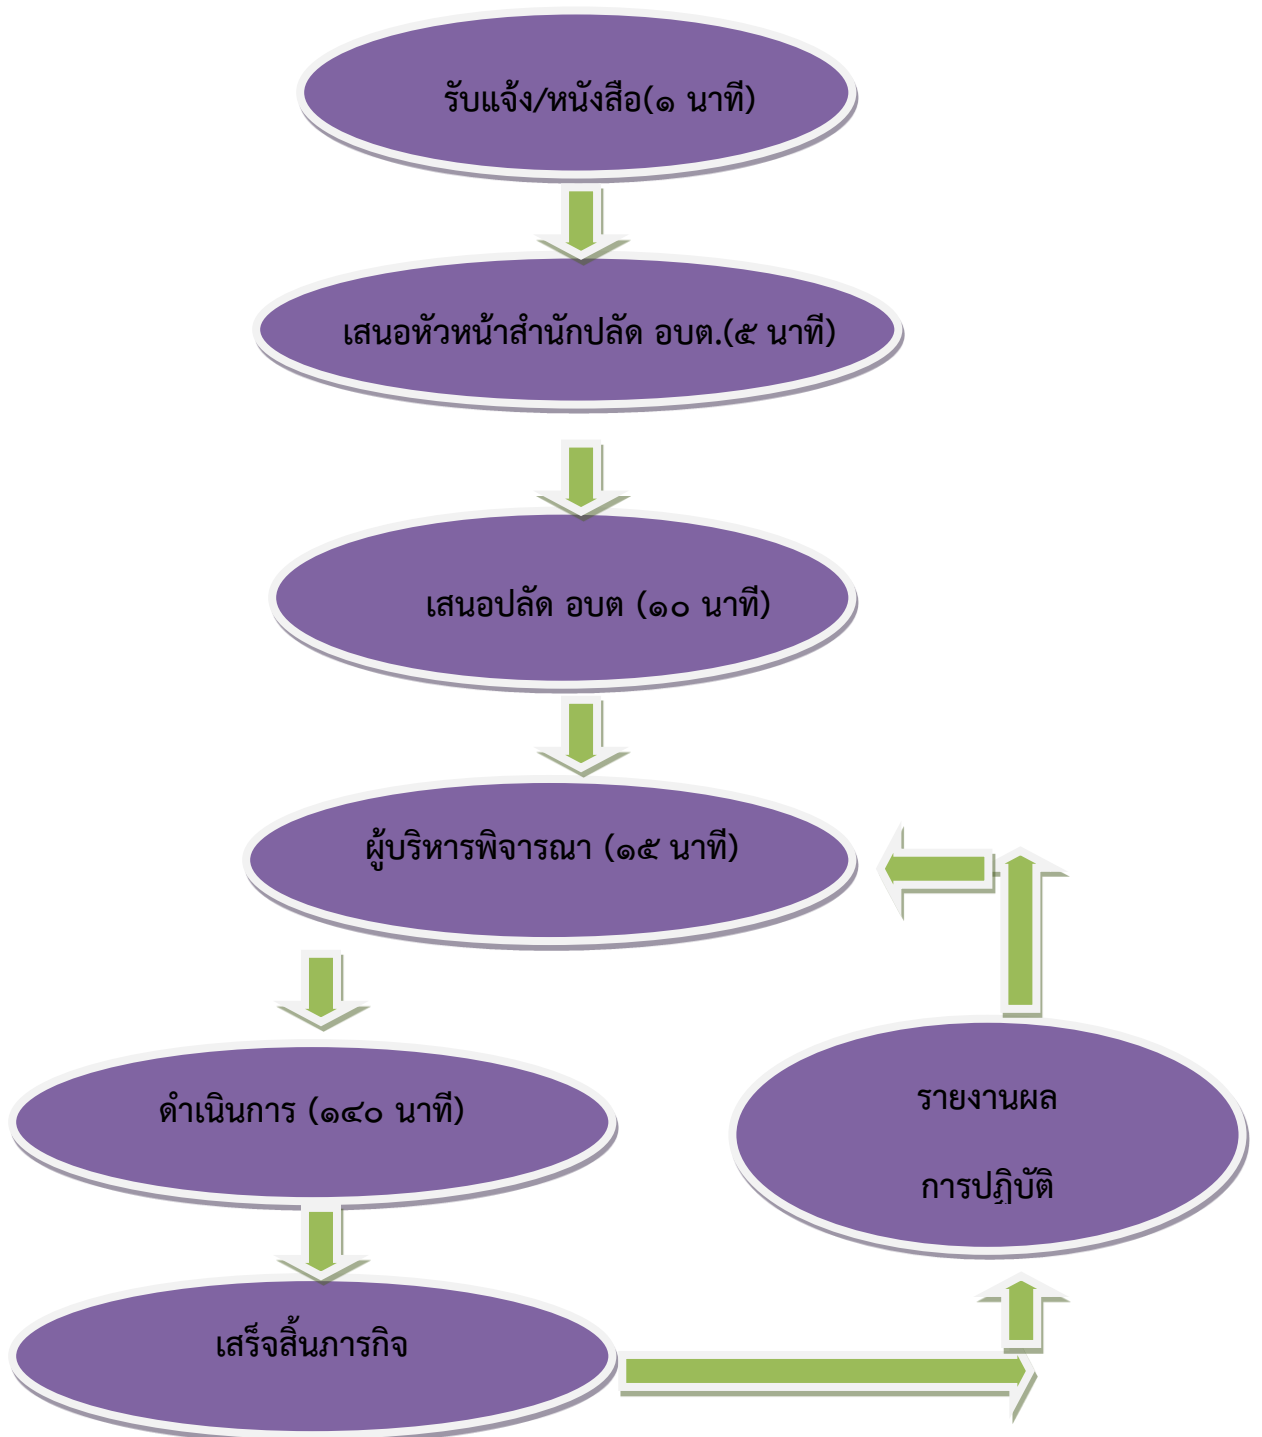 รับแจ้ง/หนังสือ(๑ นาที)
เสนอหัวหน้าสำนักปลัด อบต.(๕ นาที)
เสนอปลัด อบต (๑๐ นาที)
ผู้บริหารพิจารณา (๑๕ นาที)
ดำเนินการ (๑๔๐ นาที)
รายงานผล
การปฏิบัติ
เสร็จสิ้นภารกิจ